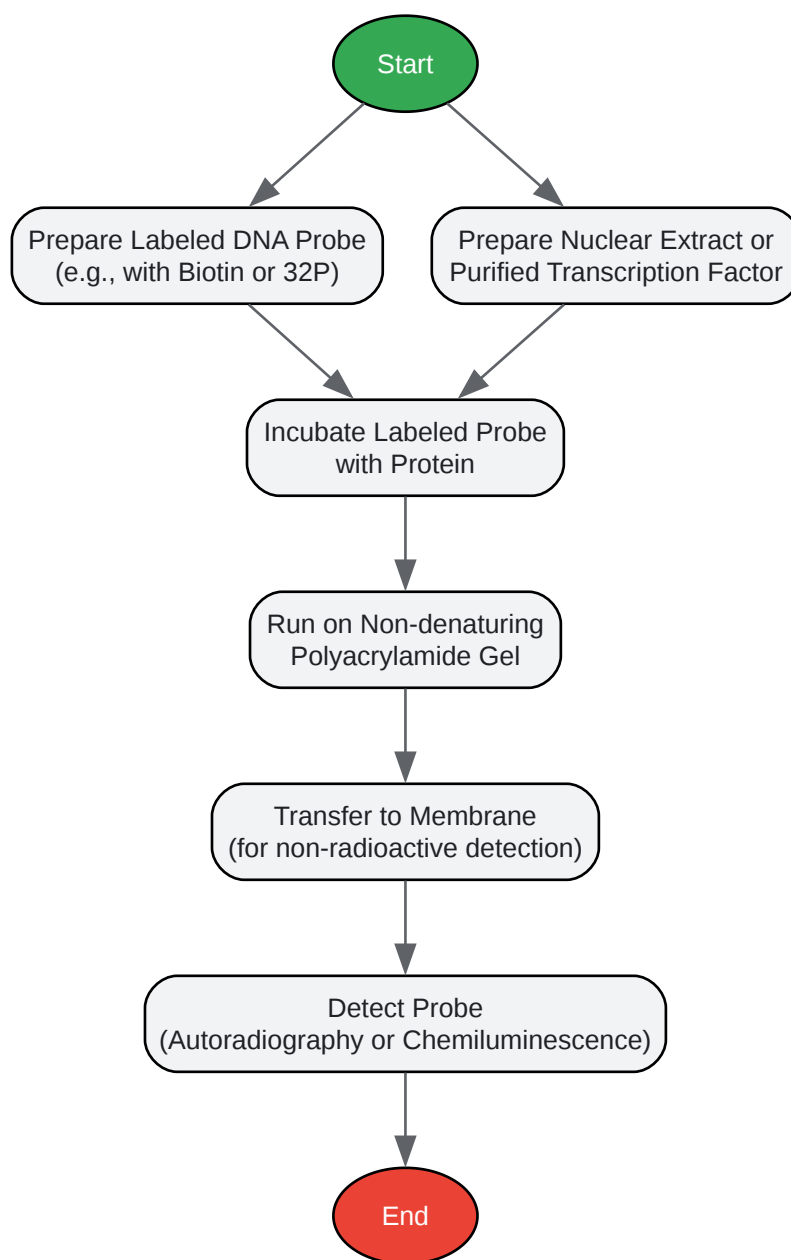 Start
Prepare Labeled DNA Probe
(e.g., with Biotin or 32P)
Prepare Nuclear Extract or
Purified Transcription Factor
Incubate Labeled Probe
with Protein
Run on Non-denaturing
Polyacrylamide Gel
Transfer to Membrane
(for non-radioactive detection)
Detect Probe
(Autoradiography or Chemiluminescence)
End